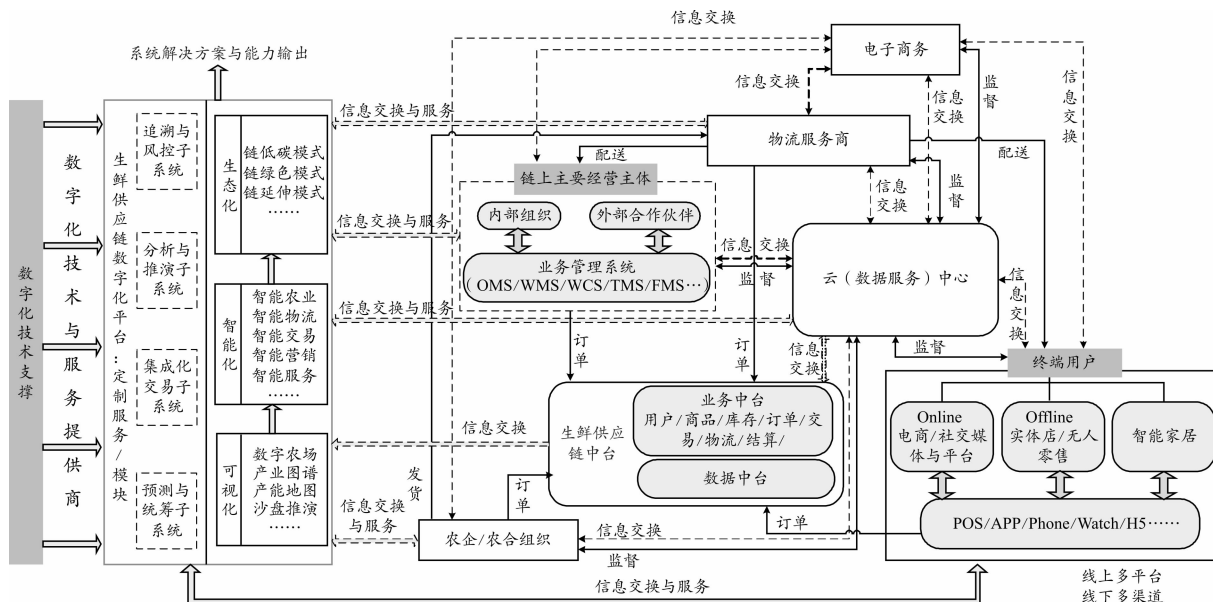 信息交换
系统解决方案与能力输出
电子商务
信息交换
信息交换
监督
信息交换
数字化技术支撑
数字化技术与服务提供商
生鲜供应链数字化平台:定制服务/模块
追溯与
风控子
系统
分析与
推演子
系统
集成化
交易子
系统
预测与
统筹子
系统
生态化
链低碳模式
链绿色模式
链延伸模式
······
智能化
智能农业
智能物流
智能交易
智能营销
智能服务
······
可视化
数字农场
产业图谱
产能地图
沙盘推演
······
信息交换与服务
物流服务商
配送
配送
链上主要经营主体
信息交换
监督
内部组织
外部合作伙伴
信息交换与服务
业务管理系统
(OMS/WMS/WCS/TMS/FMS···)
信息交换
监督
云(数据服务)中心
信息交换
信息交换与服务
订单
订单
信息交换
监督
终端用户
业务中台
用户/商品/库存/订单/交
易/物流/结算/
生鲜供应
链中台
数据中台
Online
电商/社交媒
体与平台
Offline
实体店/无人
零售
智能家居
信息交换
发货
订单
订单
POS/APP/Phone/Watch/H5······
信息交换
与服务
农企/农合组织
信息交换
监督
信息交换与服务
线上多平台
线下多渠道